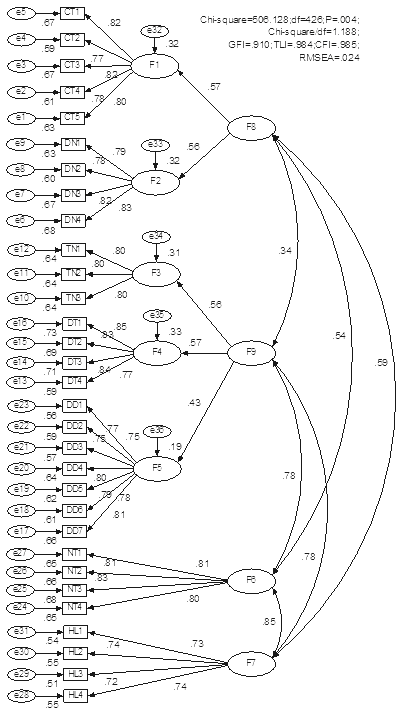 Chi-square=506.128;df=426;P=.004;
Chi-square/df=1.188;
GFI=.910;TLI=.984;CFI=.985;
RMSEA=.024
e5 CT1 .67 .82
e4 CT2 .59 .77
e3 CT3 .67 .82
e2 CT4 .61 .78
e1 CT5 .63 .80
e32 .32 F1
e9 DN1 .63 .79
e8 DN2 .60 .78
e7 DN3 .67 .82
e6 DN4 .68 .83
e33 .32 F2
.57 F8
.56
e12 TN1 .64 .80
e11 TN2 .64 .80
e10 TN3 .64 .80
e34 .31 F3
.34
.56
e16 DT1 .73 .85
e15 DT2 .69 .83
e14 DT3 .71 .84
e13 DT4 .59 .77
e35 .33 F4
.57 F9
.54
.59
.43
e23 DD1 .56 .75
e22 DD2 .59 .77
e21 DD3 .57 .75
e20 DD4 .64 .80
e19 DD5 .62 .79
e18 DD6 .61 .78
e17 DD7 .66 .81
e36 .19 F5
.78
.78
e27 NT1 .65 .81
e26 NT2 .66 .81
e25 NT3 .68 .83
e24 NT4 .65 .80
F6
.85
e31 HL1 .54 .73
e30 HL2 .55 .74
e29 HL3 .51 .72
e28 HL4 .55 .74
F7